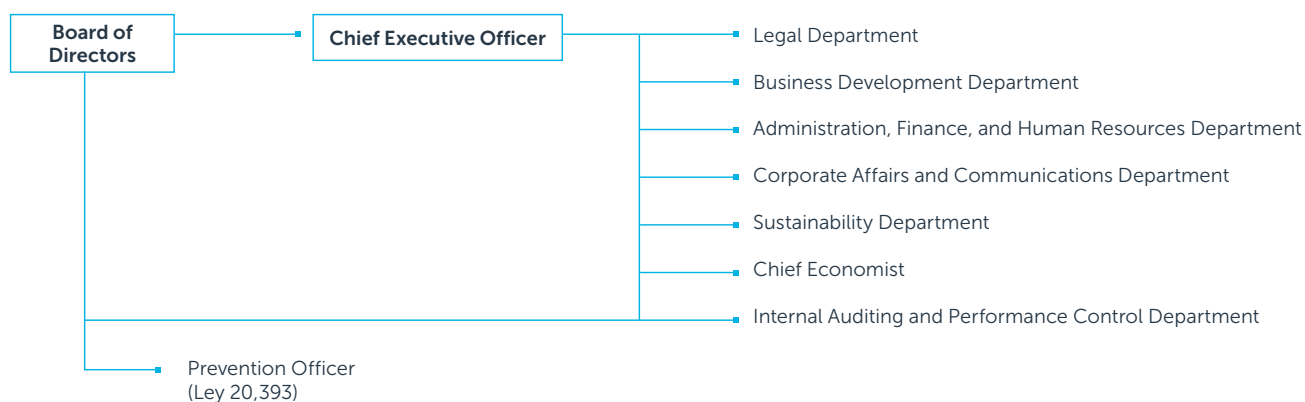 Board of
Directors
Chief Executive Officer
Legal Department
Business Development Department
Administration, Finance, and Human Resources Department
Corporate Affairs and Communications Department
Sustainability Department
Chief Economist
Internal Auditing and Performance Control Department
Prevention Officer
(Ley 20,393)